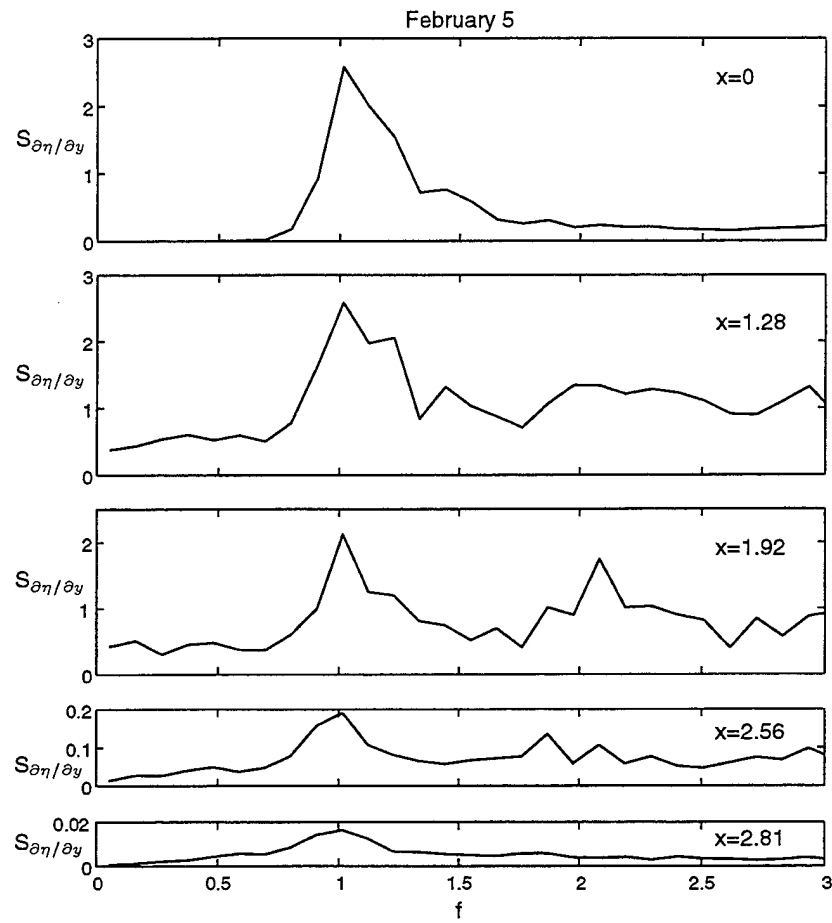 February 5
3
2
1
0
S∂η/∂y
x=0
3
2
1
0
S∂η/∂y
x=1.28
2
1
0
S∂η/∂y
x=1.92
0.2
0.1
0
S∂η/∂y
x=2.56
0.02
0
S∂η/∂y
x=2.81
0 0.5 1 1.5 2 2.5 3
f